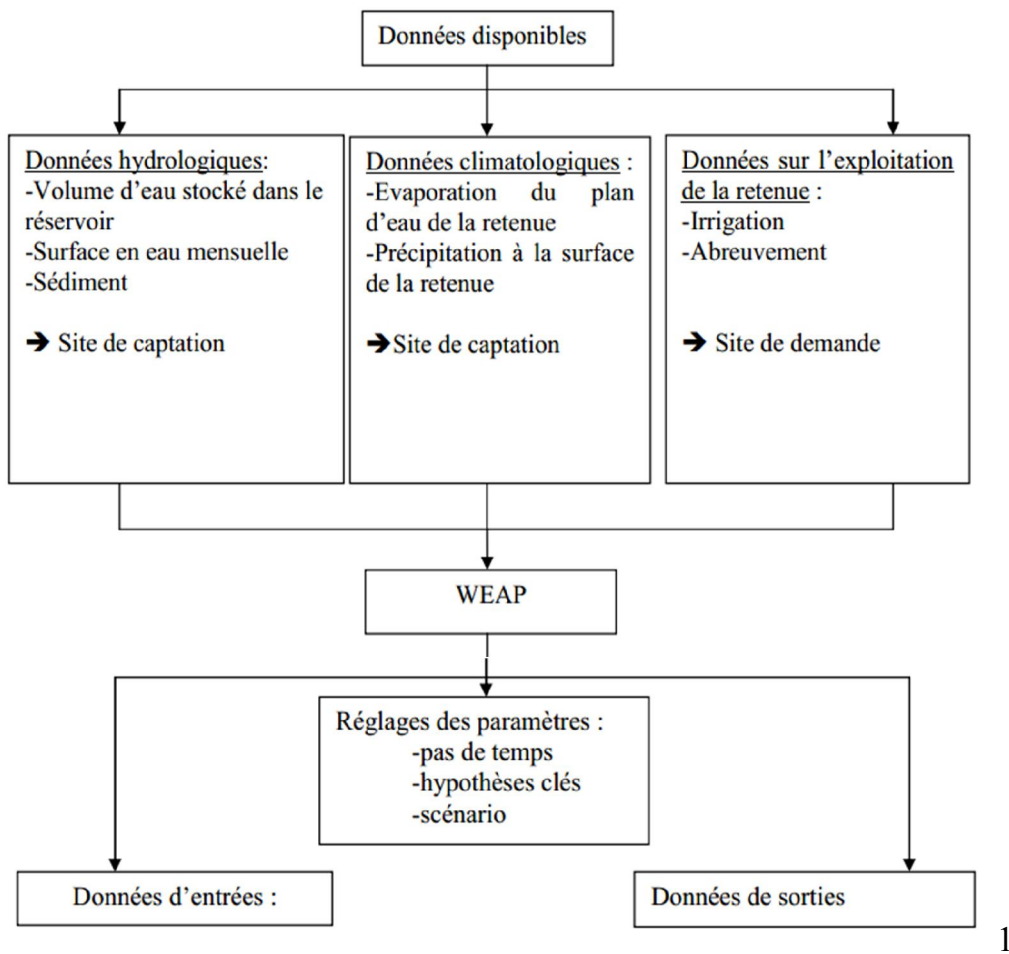 Données disponibles
Données hydrologiques:
-Volume d'eau stocké dans le
réservoir
-Surface en eau mensuelle
-Sédiment
➔ Site de captation
Données climatologiques :
-Evaporation du plan
d'eau de la retenue
-Précipitation à la surface
de la retenue
➔Site de captation
Données sur l'exploitation
de la retenue :
-Irrigation
-Abreuvement
➔ Site de demande
WEAP
Réglages des paramètres :
-pas de temps
-hypothèses clés
-scénario
Données d'entrées :
Données de sorties
1